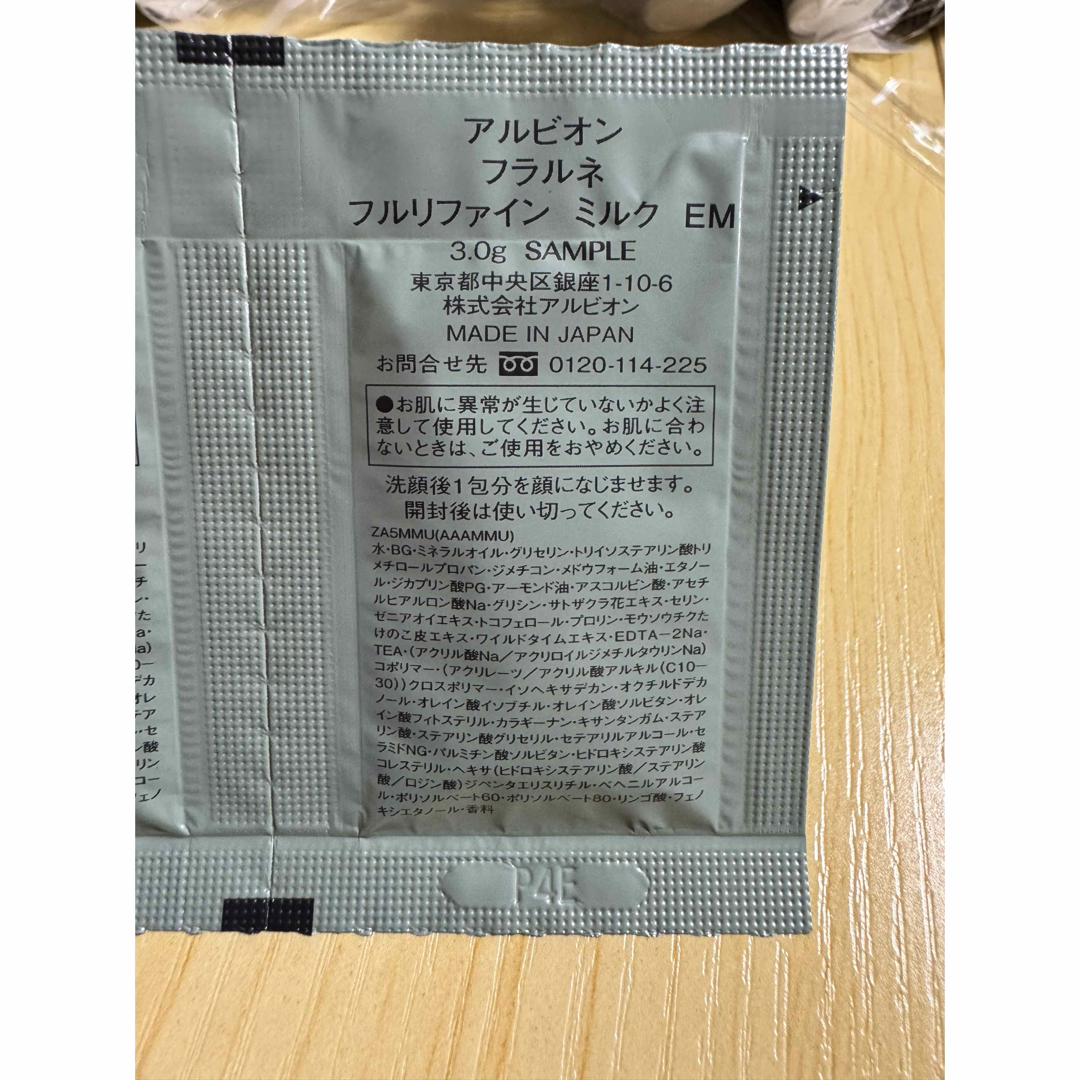 アルビオン
フラルネ
フルリファイン ミルク EM
3.0g SAMPLE
東京都中央区銀座1-10-6
株式会社アルビオン
MADE IN JAPAN
お問合せ先 0120-114-225
●お肌に異常が生じていないかよく注
意して使用してください。お肌に合わ
ないときは、ご使用をおやめください。
洗顔後1包分を顔になじませます。
開封後は使い切ってください。
ZA5MMU(AAAMMU)
水・BG・ミネラルオイル・グリセリン・トリイソステアリン酸トリ
メチロールプロパン・ジメチコン・メドウフォーム油・エタノー
ル・ジカプリン酸PG・アーモンド油・アスコルビン酸・アセチ
ルヒアルロン酸Na・グリシン・サトザクラ花エキス・セリン・
ゼニアオイエキス・トコフェロール・プロリン・モウソウチクた
けのこ皮エキス・ワイルドタイムエキス・EDTA－2Na・
TEA・(アクリル酸Na／アクリロイルジメチルタウリンNa)
コポリマー・(アクリレーツ／アクリル酸アルキル(C10－
30))クロスポリマー・イソヘキサデカン・オクチルドデカ
ノール・オレイン酸イソブチル・オレイン酸ソルビタン・オレ
イン酸フィトステリル・カラギーナン・キサンタンガム・ステア
リン酸・ステアリン酸グリセリル・セテアリルアルコール・セ
ラミドNG・パルミチン酸ソルビタン・ヒドロキシステアリン酸
コレステリル・ヘキサ(ヒドロキシステアリン酸／ステアリン
酸／ロジン酸)ジペンタエリスリチル・ベヘニルアルコー
ル・ポリソルベート60・ポリソルベート80・リンゴ酸・フェノ
キシエタノール・香料
P4E